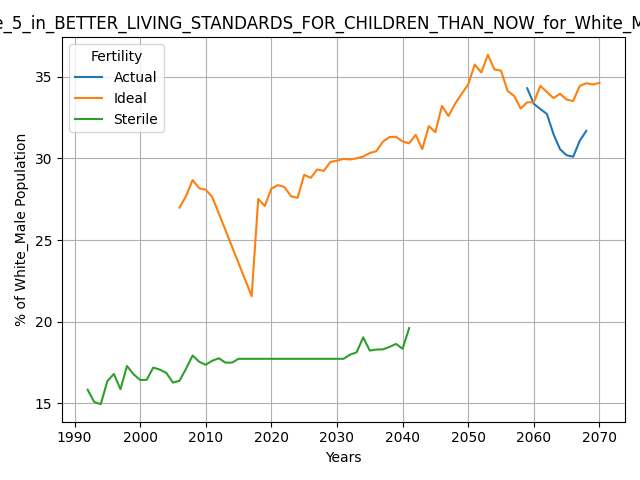 e_5_in_BETTER_LIVING_STANDARDS_FOR_CHILDREN_THAN_NOW_for_White_M
Fertility
Actual
Ideal
Sterile
% of White_Male Population
35
30
25
20
15
1990 2000 2010 2020 2030 2040 2050 2060 2070
Years